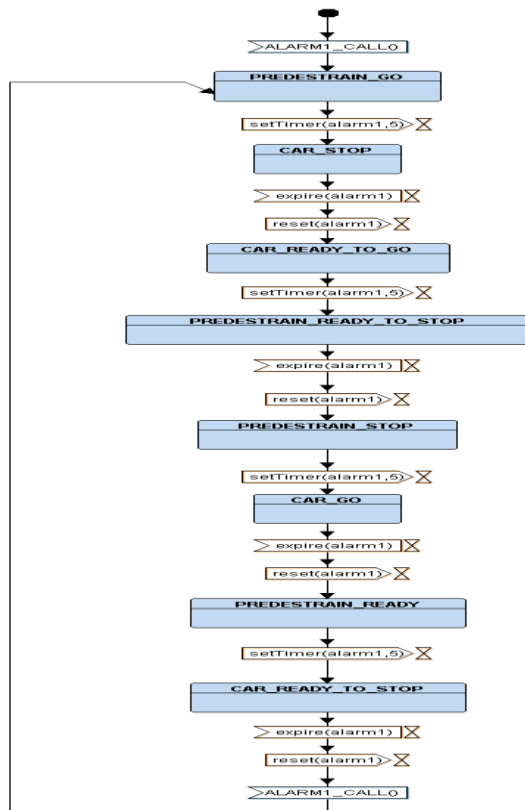 ALARM1_CALL()
PREDESTRAIN_GO
setTimer(alarm1,5)
CAR_STOP
expire(alarm1)
reset(alarm1)
CAR_READY_TO_GO
setTimer(alarm1,5)
PREDESTRAIN_READY_TO_STOP
expire(alarm1)
reset(alarm1)
PREDESTRAIN_STOP
setTimer(alarm1,5)
CAR_GO
expire(alarm1)
reset(alarm1)
PREDESTRAIN_READY
setTimer(alarm1,5)
CAR_READY_TO_STOP
expire(alarm1)
reset(alarm1)
ALARM1_CALL()